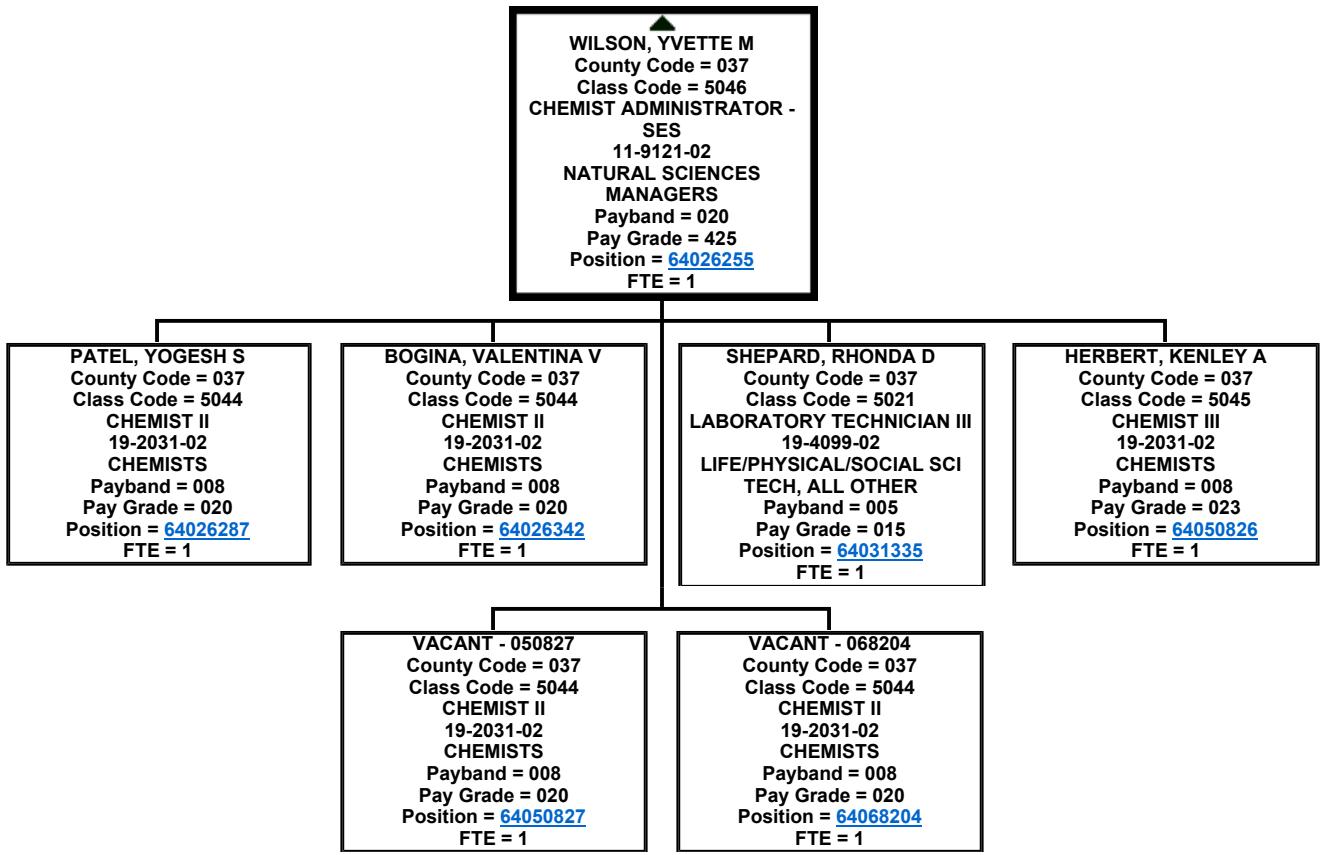 WILSON, YVETTE M
County Code = 037
Class Code = 5046
CHEMIST ADMINISTRATOR -
SES
11-9121-02
NATURAL SCIENCES
MANAGERS
Payband = 020
Pay Grade = 425
Position = 64026255
FTE = 1
PATEL, YOGESH S
County Code = 037
Class Code = 5044
CHEMIST II
19-2031-02
CHEMISTS
Payband = 008
Pay Grade = 020
Position = 64026287
FTE = 1
BOGINA, VALENTINA V
County Code = 037
Class Code = 5044
CHEMIST II
19-2031-02
CHEMISTS
Payband = 008
Pay Grade = 020
Position = 64026342
FTE = 1
SHEPARD, RHONDA D
County Code = 037
Class Code = 5021
LABORATORY TECHNICIAN III
19-4099-02
LIFE/PHYSICAL/SOCIAL SCI
TECH, ALL OTHER
Payband = 005
Pay Grade = 015
Position = 64031335
FTE = 1
HERBERT, KENLEY A
County Code = 037
Class Code = 5045
CHEMIST III
19-2031-02
CHEMISTS
Payband = 008
Pay Grade = 023
Position = 64050826
FTE = 1
VACANT - 050827
County Code = 037
Class Code = 5044
CHEMIST II
19-2031-02
CHEMISTS
Payband = 008
Pay Grade = 020
Position = 64050827
FTE = 1
VACANT - 068204
County Code = 037
Class Code = 5044
CHEMIST II
19-2031-02
CHEMISTS
Payband = 008
Pay Grade = 020
Position = 64068204
FTE = 1